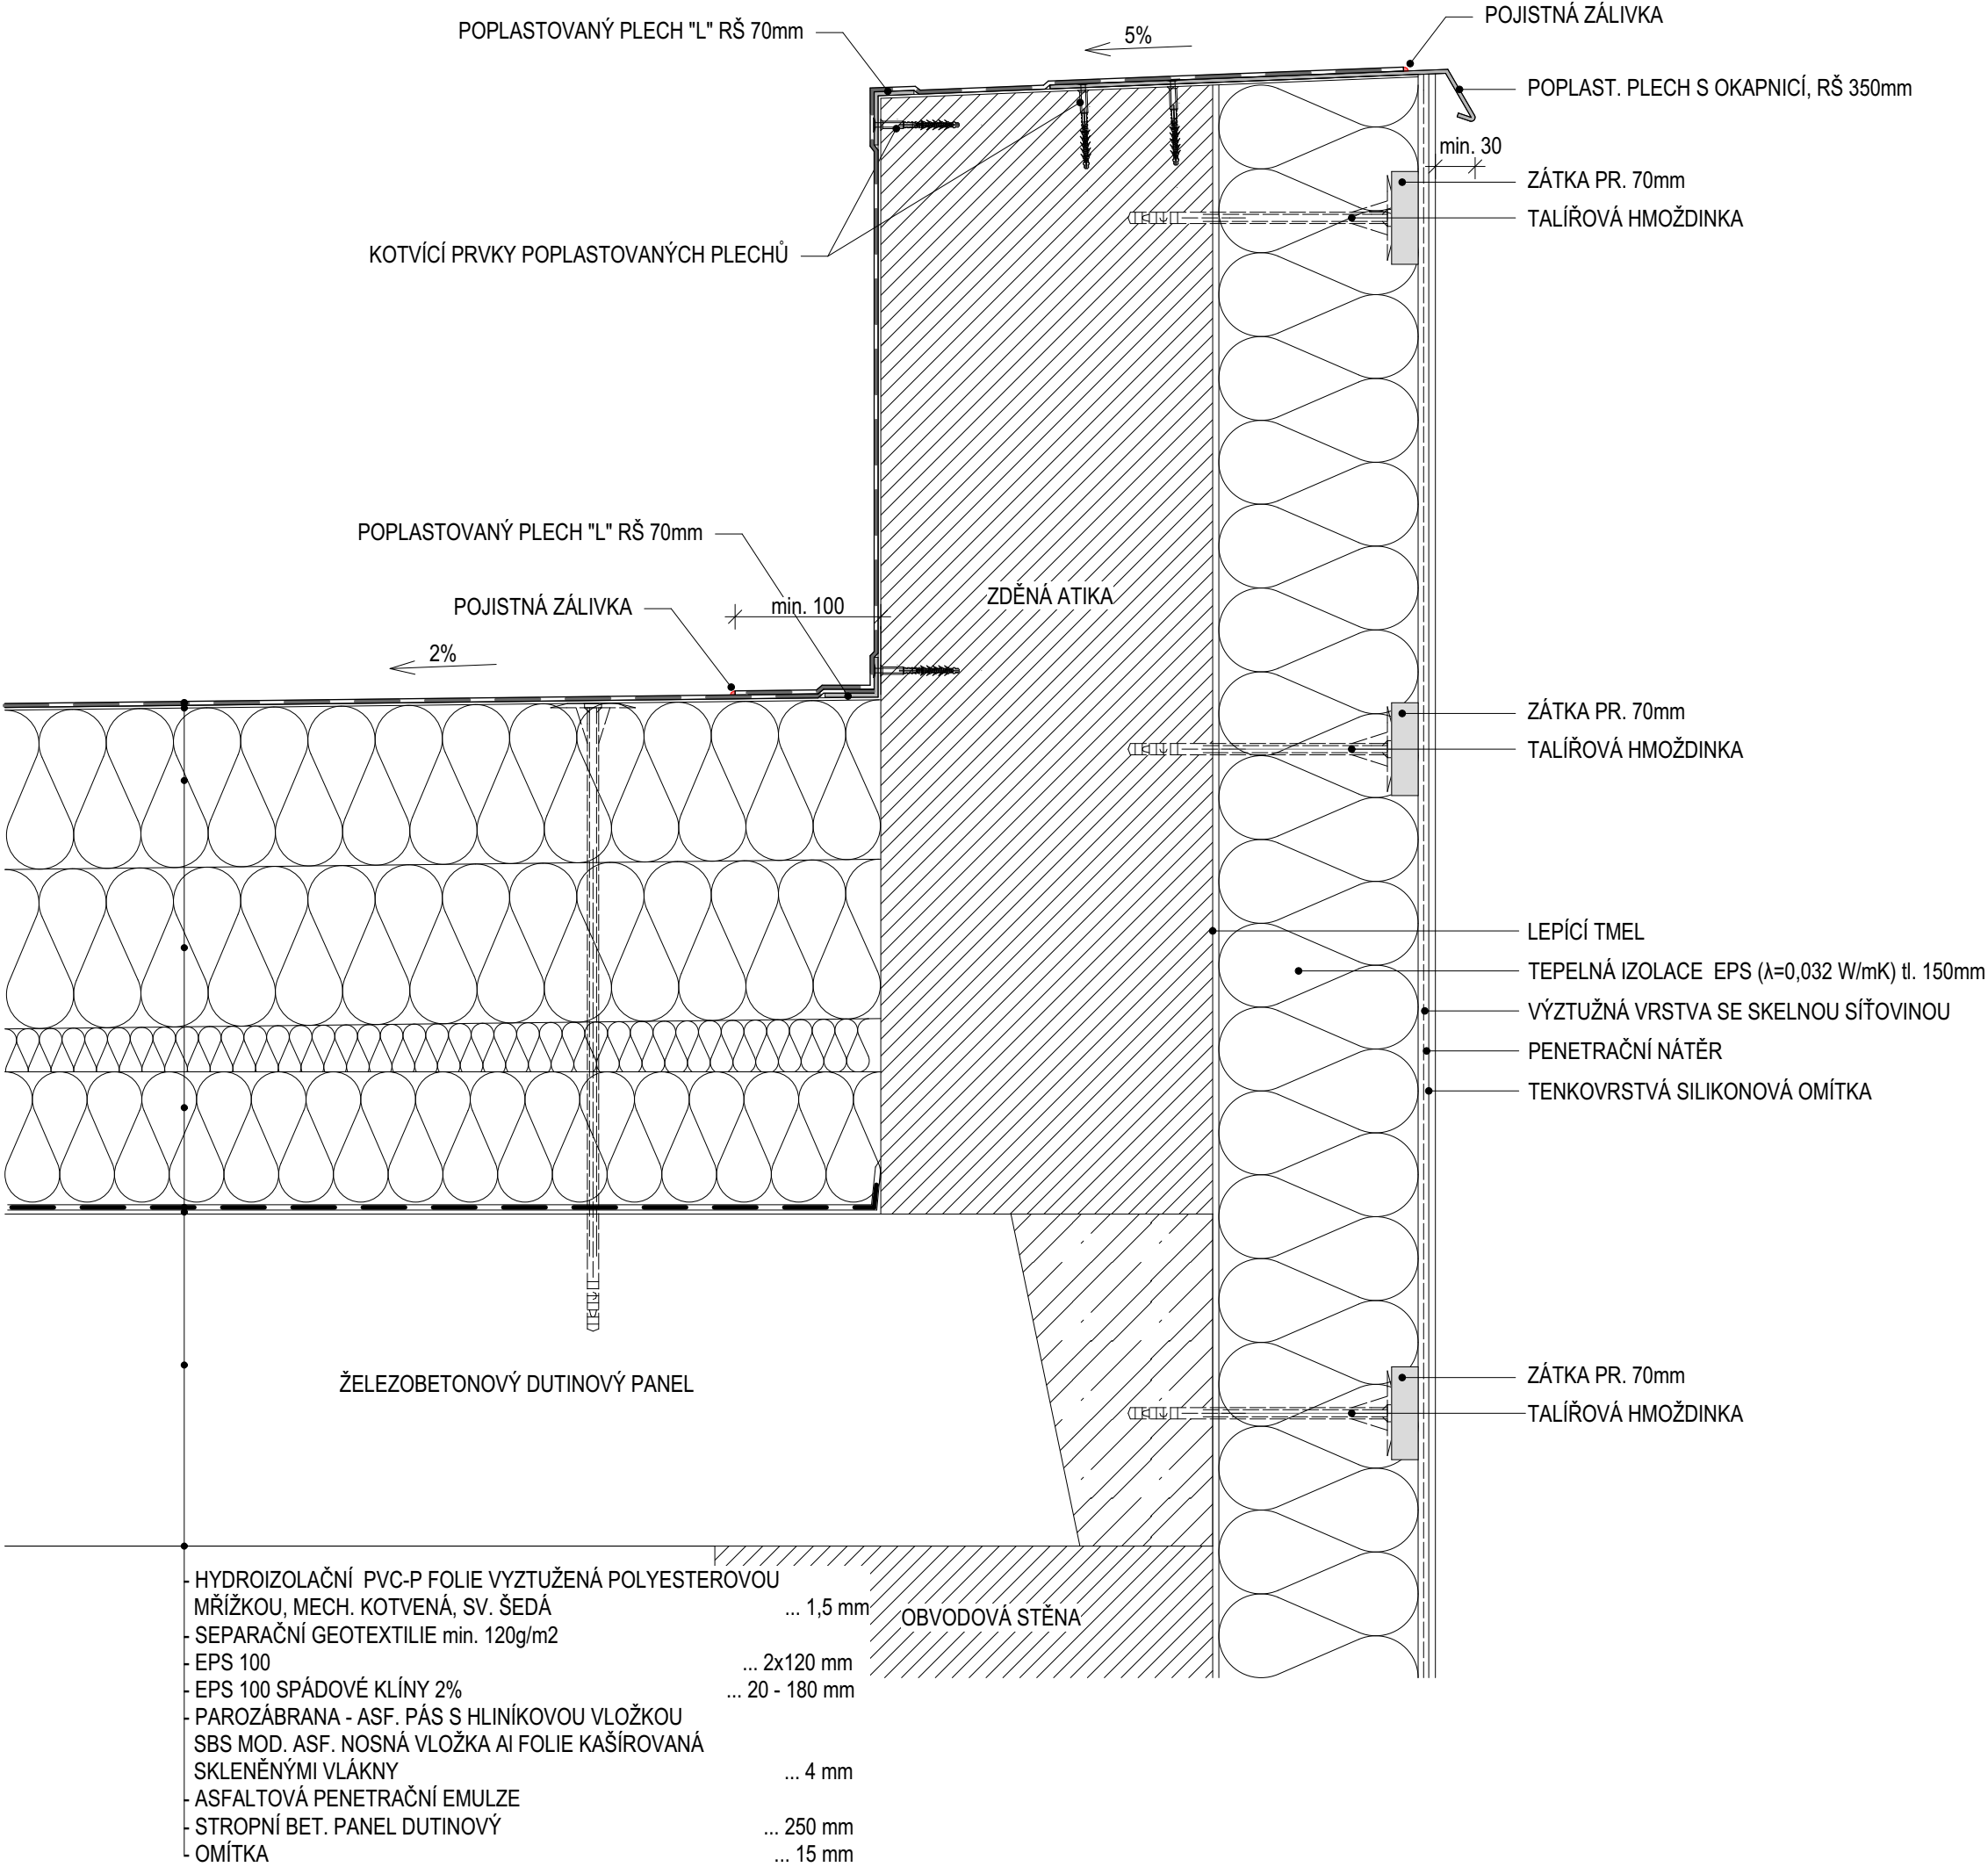 POPLASTOVANÝ PLECH "L" RŠ 70mm
5%
POJISTNÁ ZÁLIVKA
POPLAST. PLECH S OKAPNICÍ, RŠ 350mm
min. 30
ZÁTKA PR. 70mm
TALÍŘOVÁ HMOŽDINKA
KOTVÍCÍ PRVKY POPLASTOVANÝCH PLECHŮ
POPLASTOVANÝ PLECH "L" RŠ 70mm
POJISTNÁ ZÁLIVKA
min. 100
ZDĚNÁ ATIKA
2%
ZÁTKA PR. 70mm
TALÍŘOVÁ HMOŽDINKA
LEPÍCÍ TMEL
TEPELNÁ IZOLACE EPS (λ=0,032 W/mK) tl. 150mm
VÝZTUŽNÁ VRSTVA SE SKELNOU SÍŤOVINOU
PENETRAČNÍ NÁTĚR
TENKOVRSTVÁ SILIKONOVÁ OMÍTKA
ŽELEZOBETONOVÝ DUTINOVÝ PANEL
ZÁTKA PR. 70mm
TALÍŘOVÁ HMOŽDINKA
- HYDROIZOLAČNÍ PVC-P FOLIE VYZTUŽENÁ POLYESTEROVOU
MŘÍŽKOU, MECH. KOTVENÁ, SV. ŠEDÁ ... 1,5 mm
OBVODOVÁ STĚNA
- SEPARAČNÍ GEOTEXTILIE min. 120g/m2
- EPS 100 ... 2x120 mm
- EPS 100 SPÁDOVÉ KLÍNY 2% ... 20 - 180 mm
- PAROZÁBRANA - ASF. PÁS S HLINÍKOVOU VLOŽKOU
SBS MOD. ASF. NOSNÁ VLOŽKA Al FOLIE KAŠÍROVANÁ
SKLENĚNÝMI VLÁKNY ... 4 mm
- ASFALTOVÁ PENETRAČNÍ EMULZE
- STROPNÍ BET. PANEL DUTINOVÝ ... 250 mm
- OMÍTKA ... 15 mm